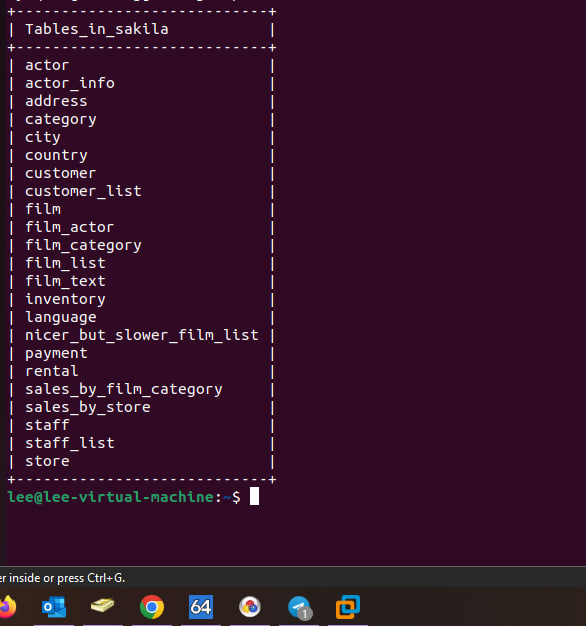 +----------------------------+
| Tables_in_sakila           |
+----------------------------+
| actor                      |
| actor_info                 |
| address                    |
| category                   |
| city                       |
| country                    |
| customer                   |
| customer_list              |
| film                       |
| film_actor                 |
| film_category              |
| film_list                  |
| film_text                  |
| inventory                  |
| language                   |
| nicer_but_slower_film_list |
| payment                    |
| rental                     |
| sales_by_film_category     |
| sales_by_store             |
| staff                      |
| staff_list                 |
| store                      |
+----------------------------+
lee@lee-virtual-machine:~$
er inside or press Ctrl+G.
64
1